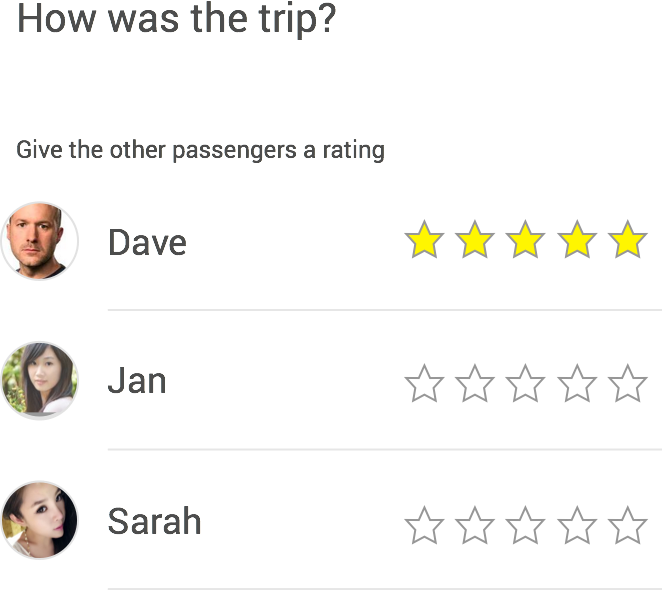 How was the trip?
Give the other passengers a rating
Dave
Jan
Sarah